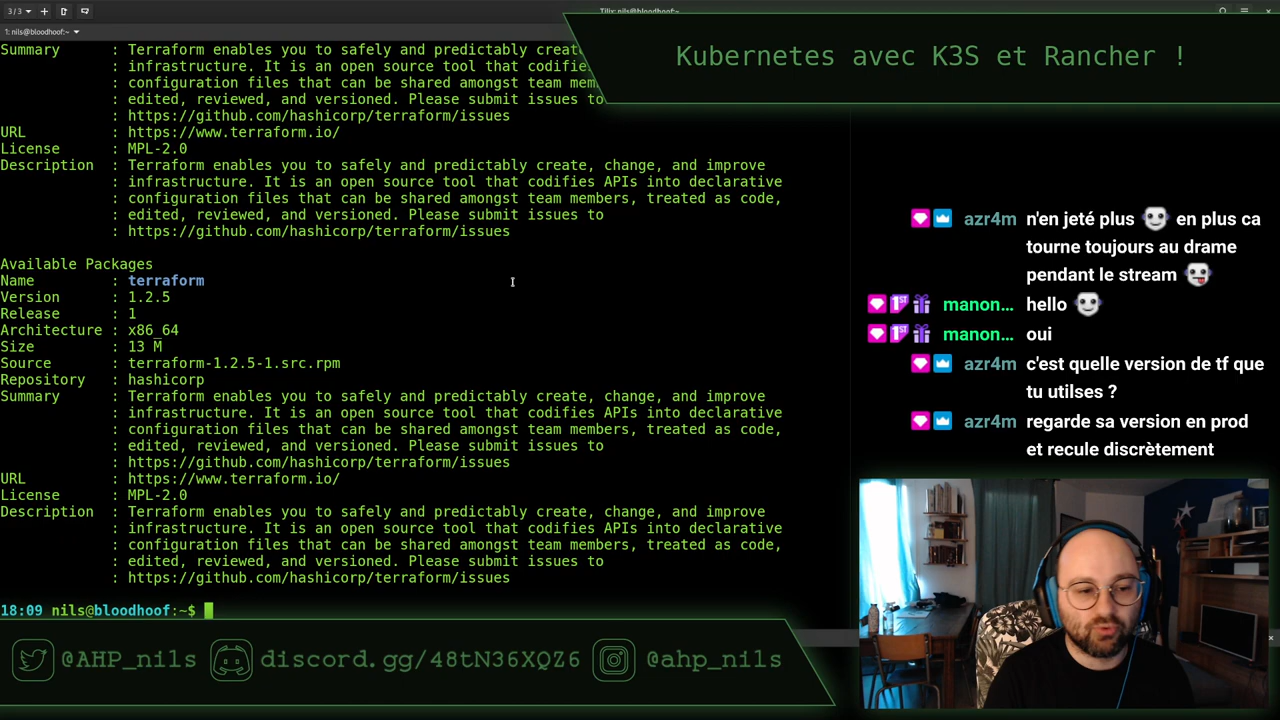 3 / 3
Tilix: nils@bloodhoof:~
1: nils@bloodhoof:~
Kubernetes avec K3S et Rancher !
Summary      : Terraform enables you to safely and predictably create
             : infrastructure. It is an open source tool that codifie
             : configuration files that can be shared amongst team mem
             : edited, reviewed, and versioned. Please submit issues to
             : https://github.com/hashicorp/terraform/issues
URL          : https://www.terraform.io/
License      : MPL-2.0
Description  : Terraform enables you to safely and predictably create, change, and improve
             : infrastructure. It is an open source tool that codifies APIs into declarative
             : configuration files that can be shared amongst team members, treated as code,
             : edited, reviewed, and versioned. Please submit issues to
             : https://github.com/hashicorp/terraform/issues
Available Packages
Name         : terraform
Version      : 1.2.5
Release      : 1
Architecture : x86_64
Size         : 13 M
Source       : terraform-1.2.5-1.src.rpm
Repository   : hashicorp
Summary      : Terraform enables you to safely and predictably create, change, and improve
             : infrastructure. It is an open source tool that codifies APIs into declarative
             : configuration files that can be shared amongst team members, treated as code,
             : edited, reviewed, and versioned. Please submit issues to
             : https://github.com/hashicorp/terraform/issues
URL          : https://www.terraform.io/
License      : MPL-2.0
Description  : Terraform enables you to safely and predictably create, change, and improve
             : infrastructure. It is an open source tool that codifies APIs into declarative
             : configuration files that can be shared amongst team members, treated as code,
             : edited, reviewed, and versioned. Please submit issues to
             : https://github.com/hashicorp/terraform/issues
18:09 nils@bloodhoof:~$
azr4m n'en jeté plus en plus ca
tourne toujours au drame
pendant le stream
1ST manon… hello
1ST manon… oui
azr4m c'est quelle version de tf que
tu utilses ?
azr4m regarde sa version en prod
et recule discrètement
@AHP_nils discord.gg/48tN36XQZ6 @ahp_nils